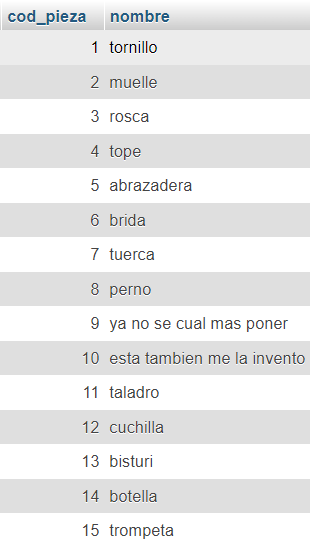 cod_pieza nombre
1 tornillo
2 muelle
3 rosca
4 tope
5 abrazadera
6 brida
7 tuerca
8 perno
9 ya no se cual mas poner
10 esta tambien me la invento
11 taladro
12 cuchilla
13 bisturi
14 botella
15 trompeta